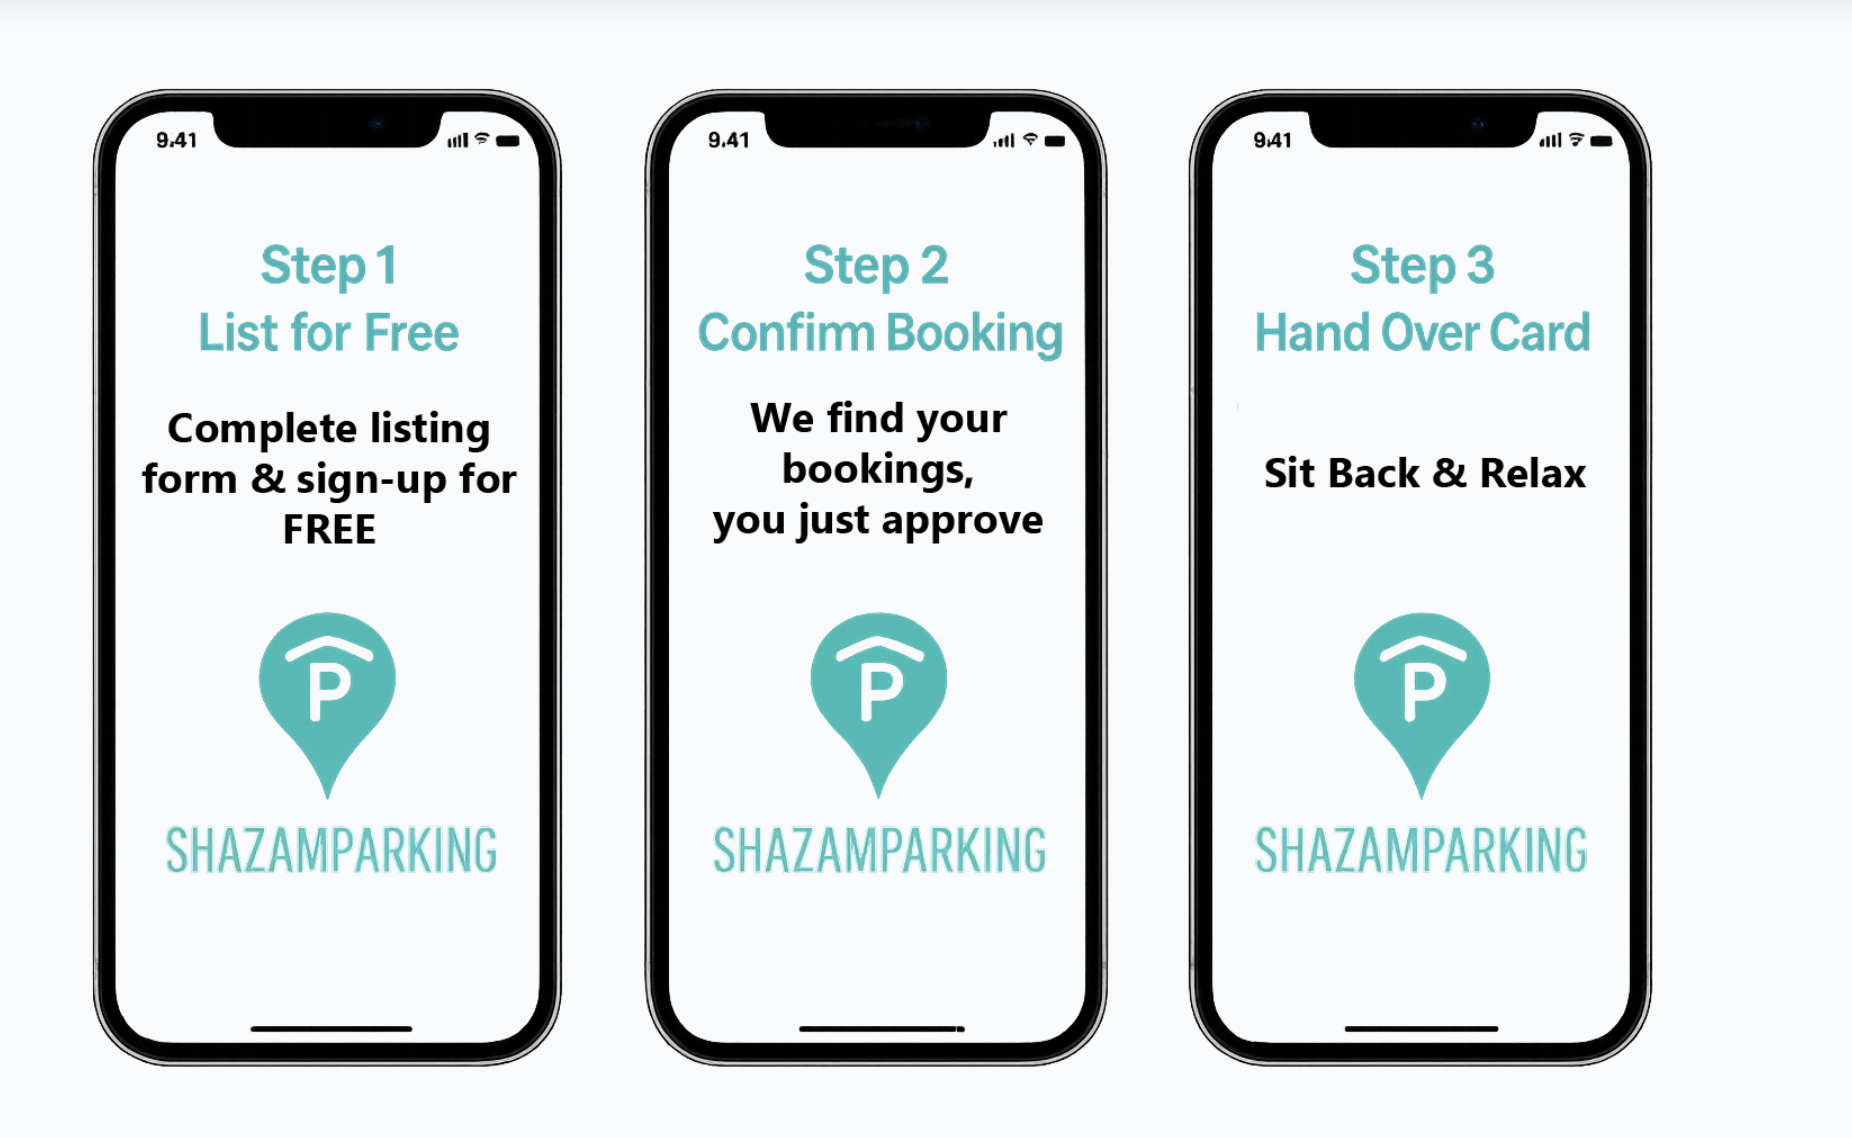 9.41
Step 1
List for Free
Complete listing
form & sign-up for
FREE
P
SHAZAMPARKING
9.41
Step 2
Confirm Booking
We find your
bookings,
you just approve
P
SHAZAMPARKING
9:41
Step 3
Hand Over Card
Sit Back & Relax
P
SHAZAMPARKING